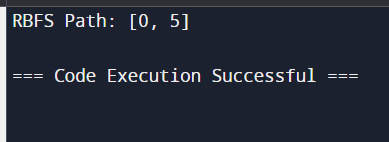 RBFS Path: [0, 5]
=== Code Execution Successful ===